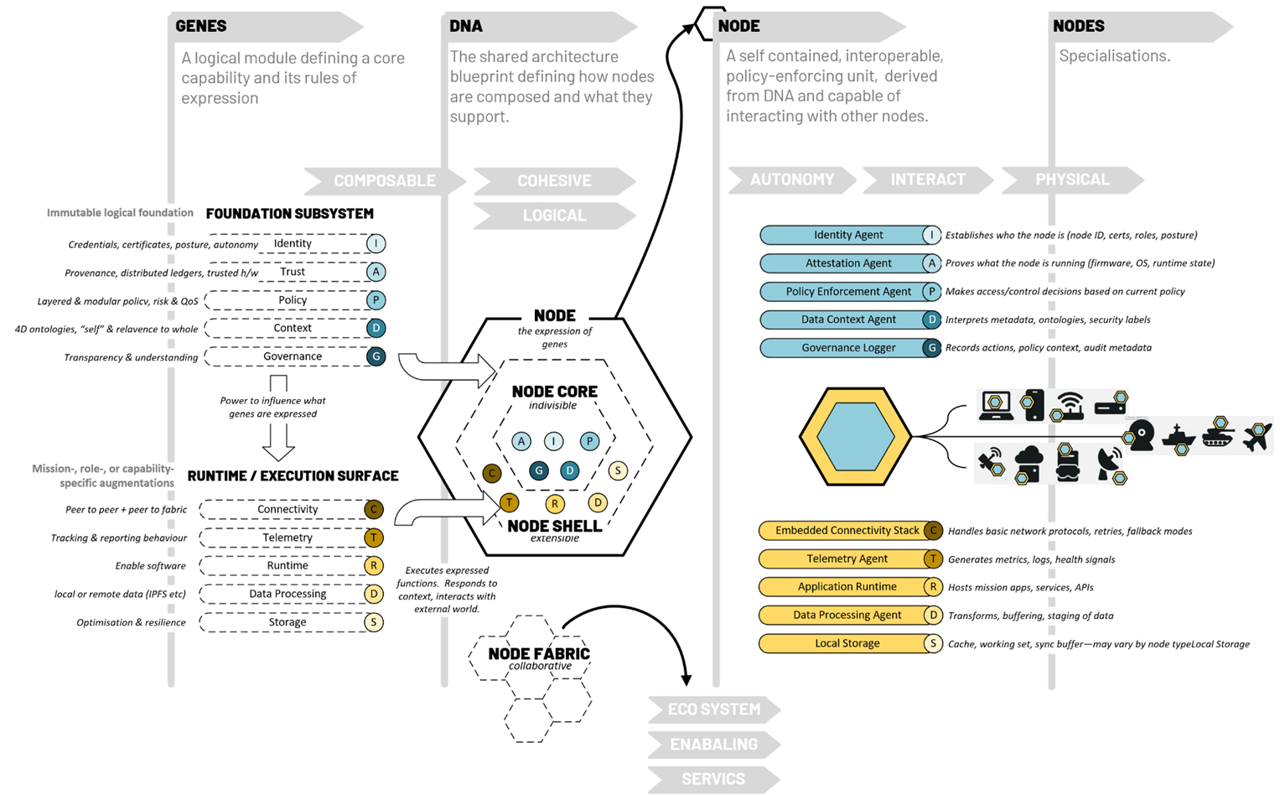 GENES
A logical module defining a core
capability and its rules of
expression
DNA
The shared architecture
blueprint defining how nodes
are composed and what they
support.
NODE
A self contained, interoperable,
policy-enforcing unit, derived
from DNA and capable of
interacting with other nodes.
NODES
Specialisations.
COMPOSABLE
COHESIVE
LOGICAL
AUTONOMY
INTERACT
PHYSICAL
Immutable logical foundation
FOUNDATION SUBSYSTEM
Credentials, certificates, posture, autonomy
Identity
I
Provenance, distributed ledgers, trusted h/w
Trust
A
Layered & modular policy, risk & QoS
Policy
P
4D ontologies, "self" & relavence to whole
Context
D
Transparency & understanding
Governance
G
Power to influence what
genes are expressed
Mission-, role-, or capability-
specific augmentations
RUNTIME / EXECUTION SURFACE
Peer to peer + peer to fabric
Connectivity
C
Tracking & reporting behaviour
Telemetry
T
Enable software
Runtime
R
local or remote data (IPFS etc)
Data Processing
D
Optimisation & resilience
Storage
S
NODE
the expression of
genes
NODE CORE
indivisible
A I P
G D
C
S
T R D
NODE SHELL
extensible
Executes expressed
functions. Responds to
context, interacts with
external world.
NODE FABRIC
collaborative
ECO SYSTEM
ENABALING
SERVICS
Identity Agent
I
Establishes who the node is (node ID, certs, roles, posture)
Attestation Agent
A
Proves what the node is running (firmware, OS, runtime state)
Policy Enforcement Agent
P
Makes access/control decisions based on current policy
Data Context Agent
D
Interprets metadata, ontologies, security labels
Governance Logger
G
Records actions, policy context, audit metadata
Embedded Connectivity Stack
C
Handles basic network protocols, retries, fallback modes
Telemetry Agent
T
Generates metrics, logs, health signals
Application Runtime
R
Hosts mission apps, services, APIs
Data Processing Agent
D
Transforms, buffering, staging of data
Local Storage
S
Cache, working set, sync buffer—may vary by node typeLocal Storage